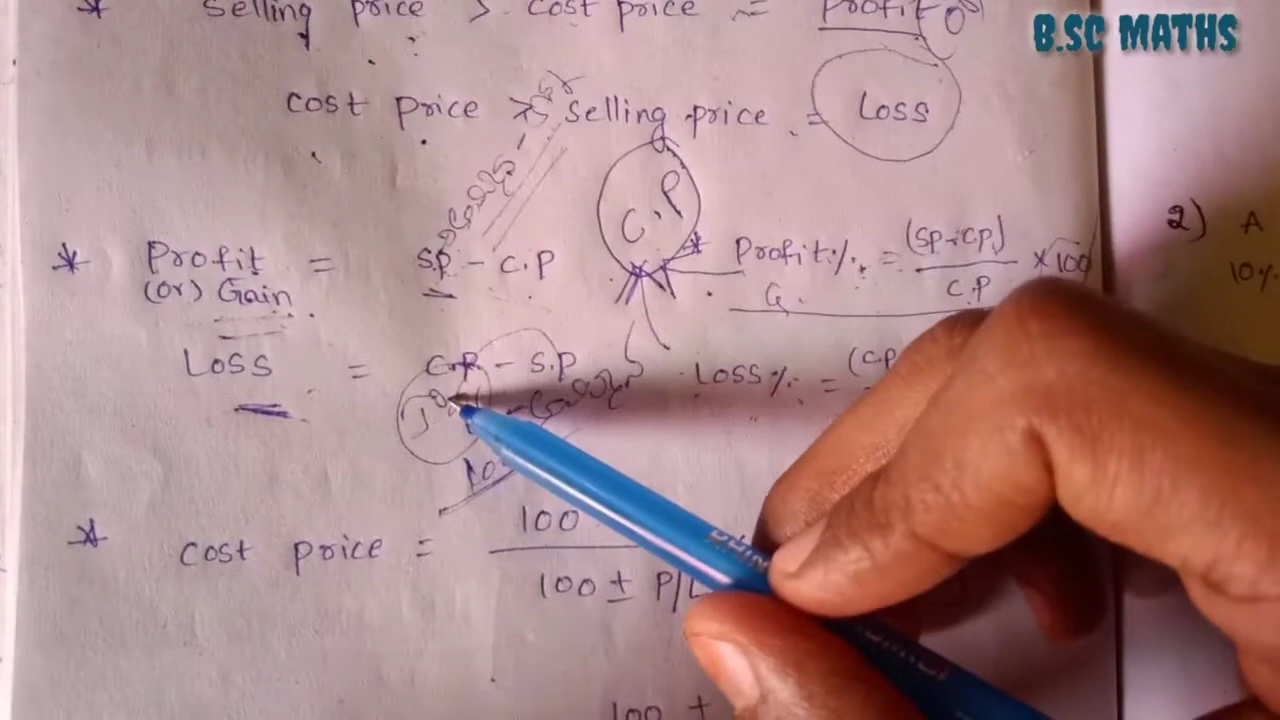 B.SC MATHS
* Selling price > cost price = Profit
cost price > selling price = Loss
C.P
* Profit = S.P - C.P
(or) Gain
* Profit% = (SP-CP) / C.P × 100
G.
Loss = C.P - S.P
Loss% = (C.P
* cost price = 100 / 100 ± P/L
100 ±
2) A
10%